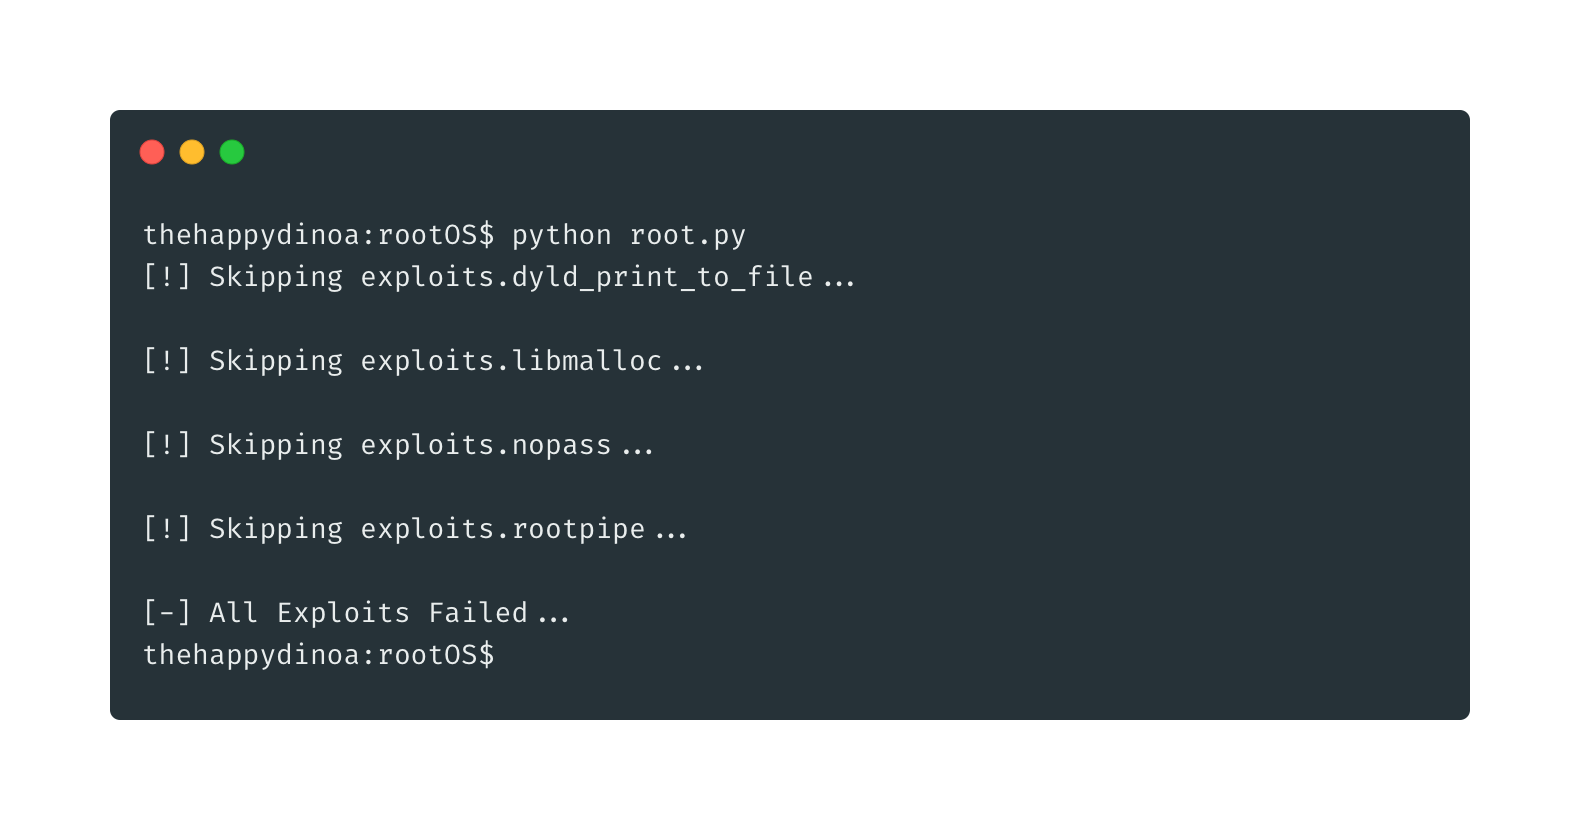 thehappydinoa:rootOS$ python root.py
[!] Skipping exploits.dyld_print_to_file...
[!] Skipping exploits.libmalloc...
[!] Skipping exploits.nopass...
[!] Skipping exploits.rootpipe...
[-] All Exploits Failed...
thehappydinoa:rootOS$